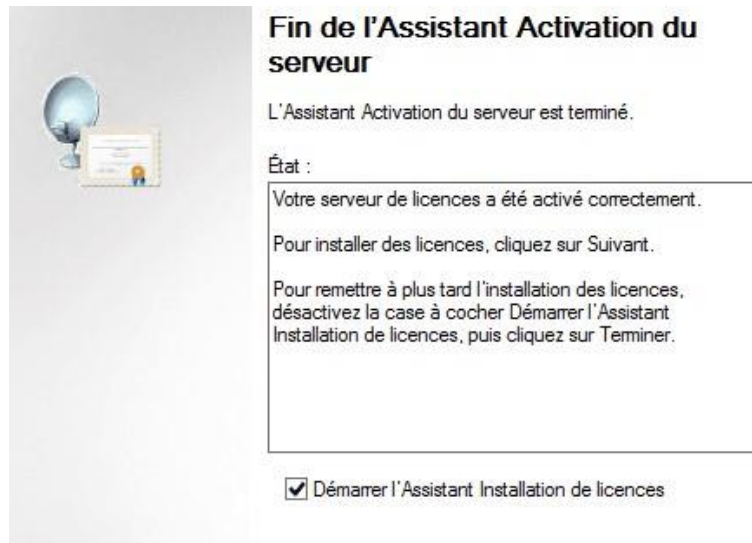 Fin de l'Assistant Activation du
serveur
L'Assistant Activation du serveur est terminé.
État :
Votre serveur de licences a été activé correctement.
Pour installer des licences, cliquez sur Suivant.
Pour remettre à plus tard l'installation des licences,
désactivez la case à cocher Démarrer l'Assistant
Installation de licences, puis cliquez sur Terminer.
Démarrer l'Assistant Installation de licences